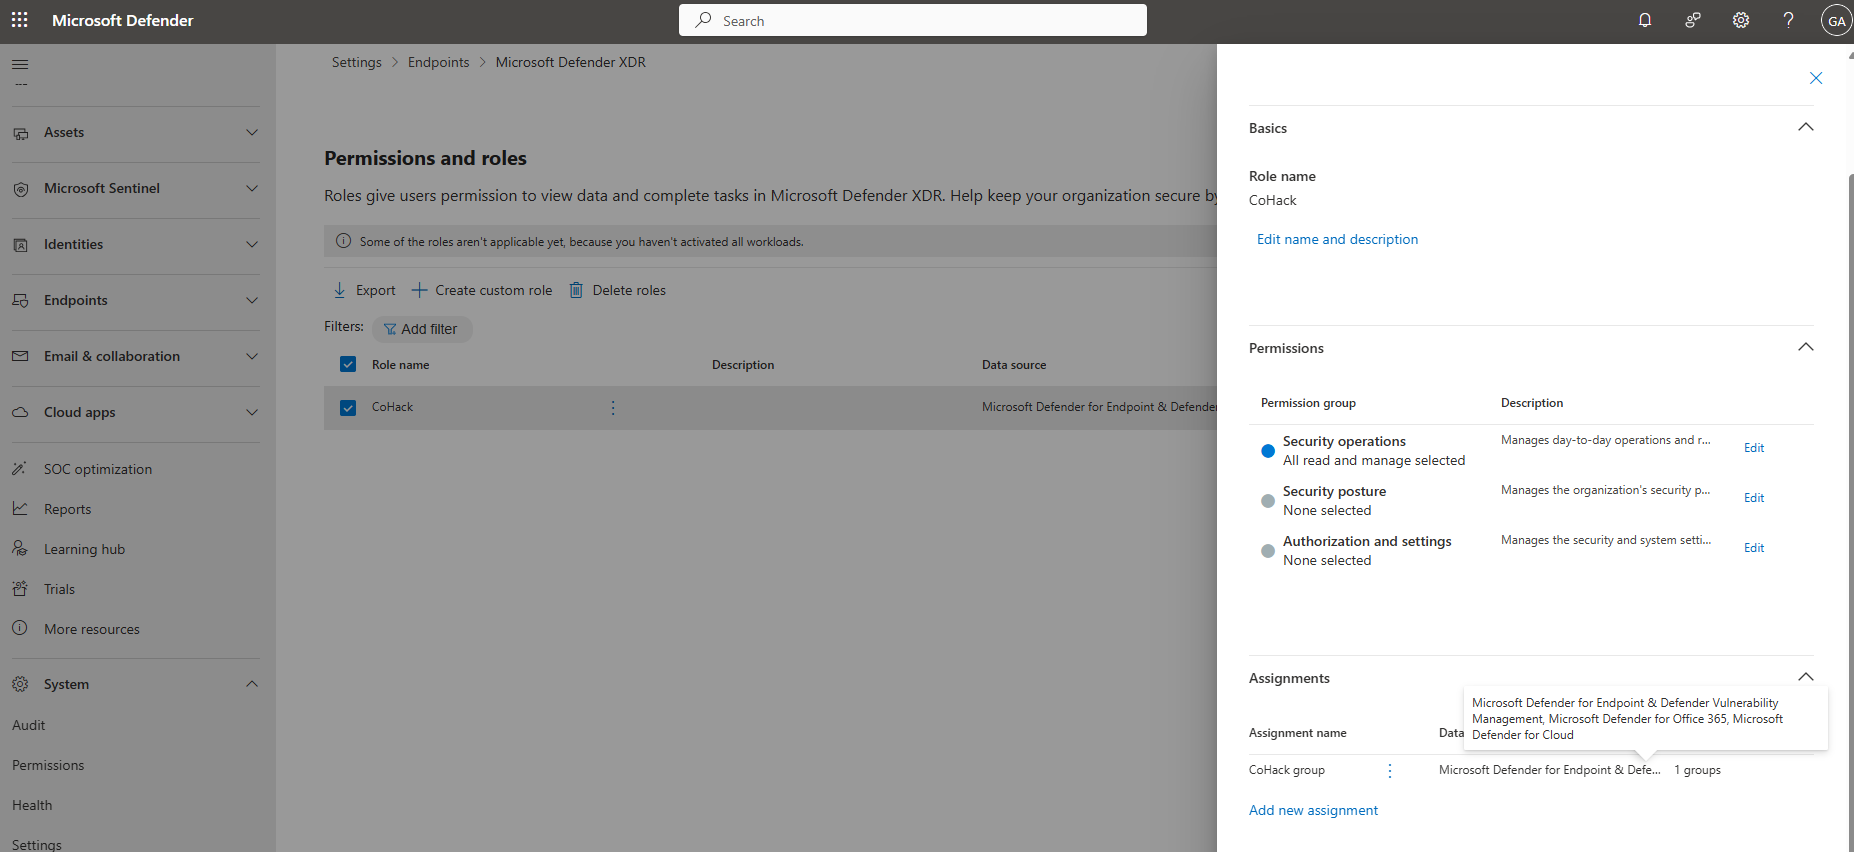 Microsoft Defender
Search
GA
Settings > Endpoints > Microsoft Defender XDR
Assets
Microsoft Sentinel
Identities
Endpoints
Email & collaboration
Cloud apps
SOC optimization
Reports
Learning hub
Trials
More resources
System
Audit
Permissions
Health
Settings
Permissions and roles
Roles give users permission to view data and complete tasks in Microsoft Defender XDR. Help keep your organization secure by
Some of the roles aren't applicable yet, because you haven't activated all workloads.
Export Create custom role Delete roles
Filters: Add filter
Role name Description Data source
CoHack Microsoft Defender for Endpoint & Defender
Basics
Role name
CoHack
Edit name and description
Permissions
Permission group Description
Security operations Manages day-to-day operations and r... Edit
All read and manage selected
Security posture Manages the organization's security p... Edit
None selected
Authorization and settings Manages the security and system setti... Edit
None selected
Assignments
Microsoft Defender for Endpoint & Defender Vulnerability
Management, Microsoft Defender for Office 365, Microsoft
Defender for Cloud
Assignment name Data
CoHack group Microsoft Defender for Endpoint & Defe... 1 groups
Add new assignment